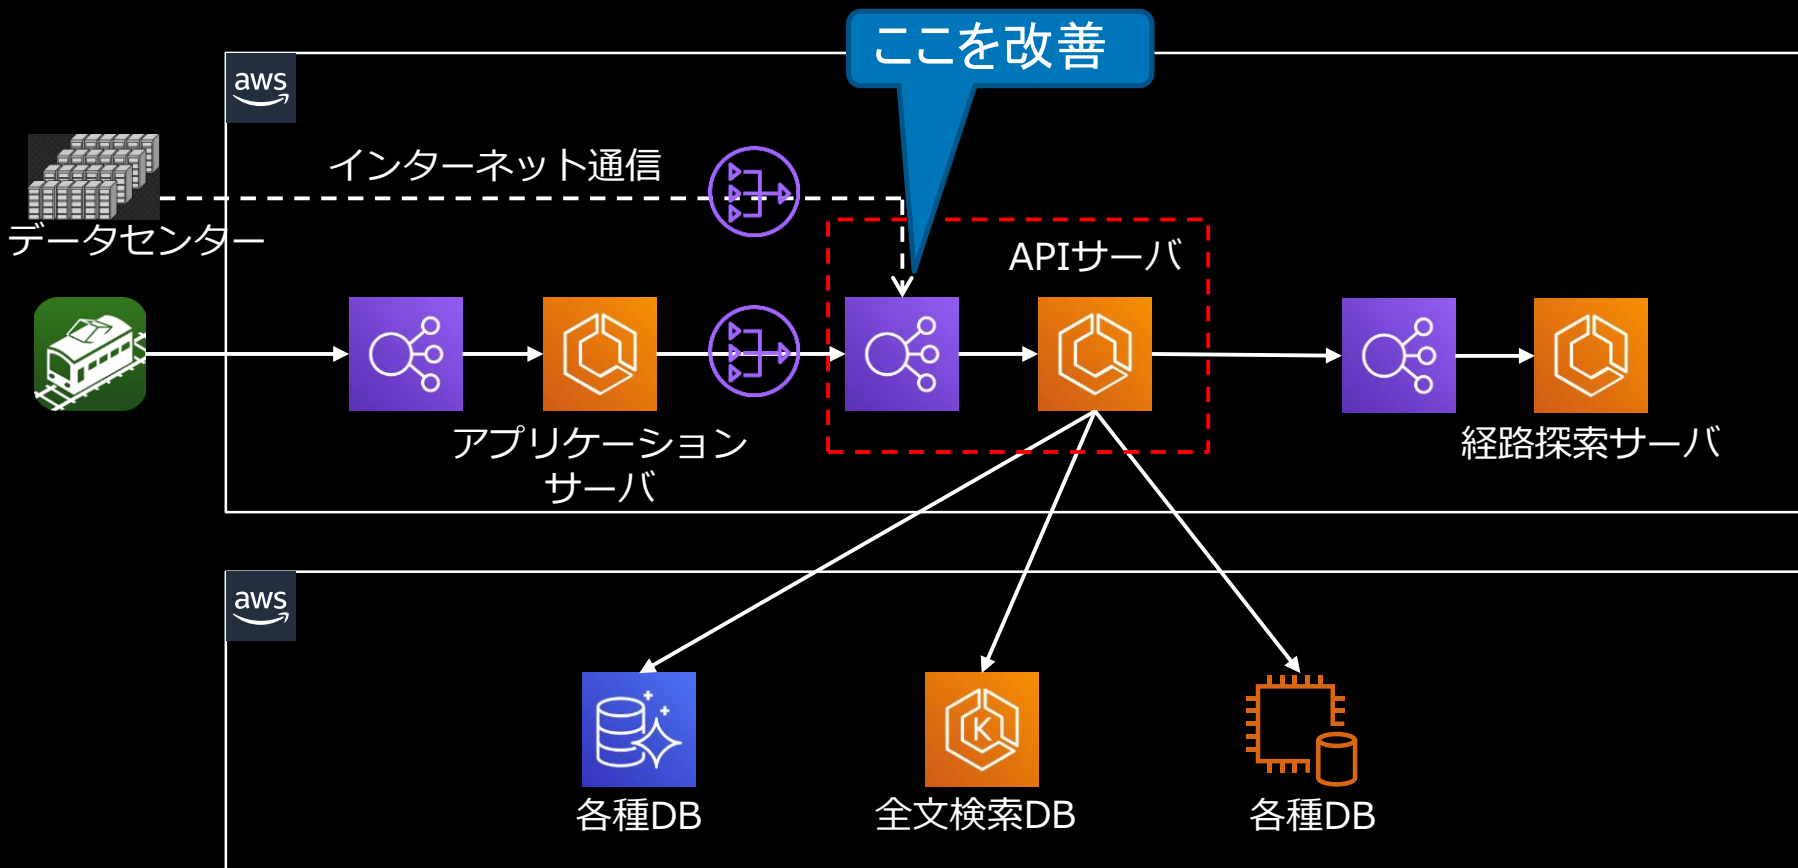 ここを改善
aws
インターネット通信
データセンター
APIサーバ
アプリケーション
サーバ
経路探索サーバ
aws
K
各種DB
全文検索DB
各種DB